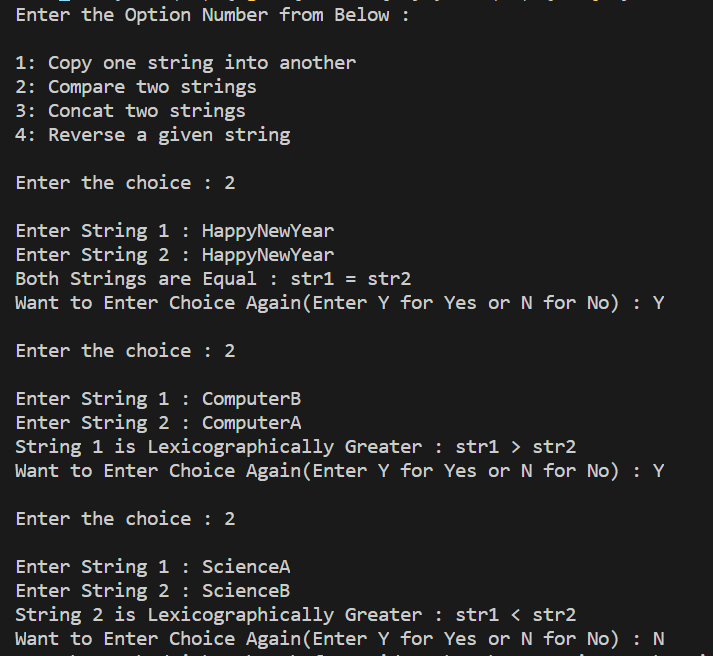 Enter the Option Number from Below :
1: Copy one string into another
2: Compare two strings
3: Concat two strings
4: Reverse a given string
Enter the choice : 2
Enter String 1 : HappyNewYear
Enter String 2 : HappyNewYear
Both Strings are Equal : str1 = str2
Want to Enter Choice Again(Enter Y for Yes or N for No) : Y
Enter the choice : 2
Enter String 1 : ComputerB
Enter String 2 : ComputerA
String 1 is Lexicographically Greater : str1 > str2
Want to Enter Choice Again(Enter Y for Yes or N for No) : Y
Enter the choice : 2
Enter String 1 : ScienceA
Enter String 2 : ScienceB
String 2 is Lexicographically Greater : str1 < str2
Want to Enter Choice Again(Enter Y for Yes or N for No) : N